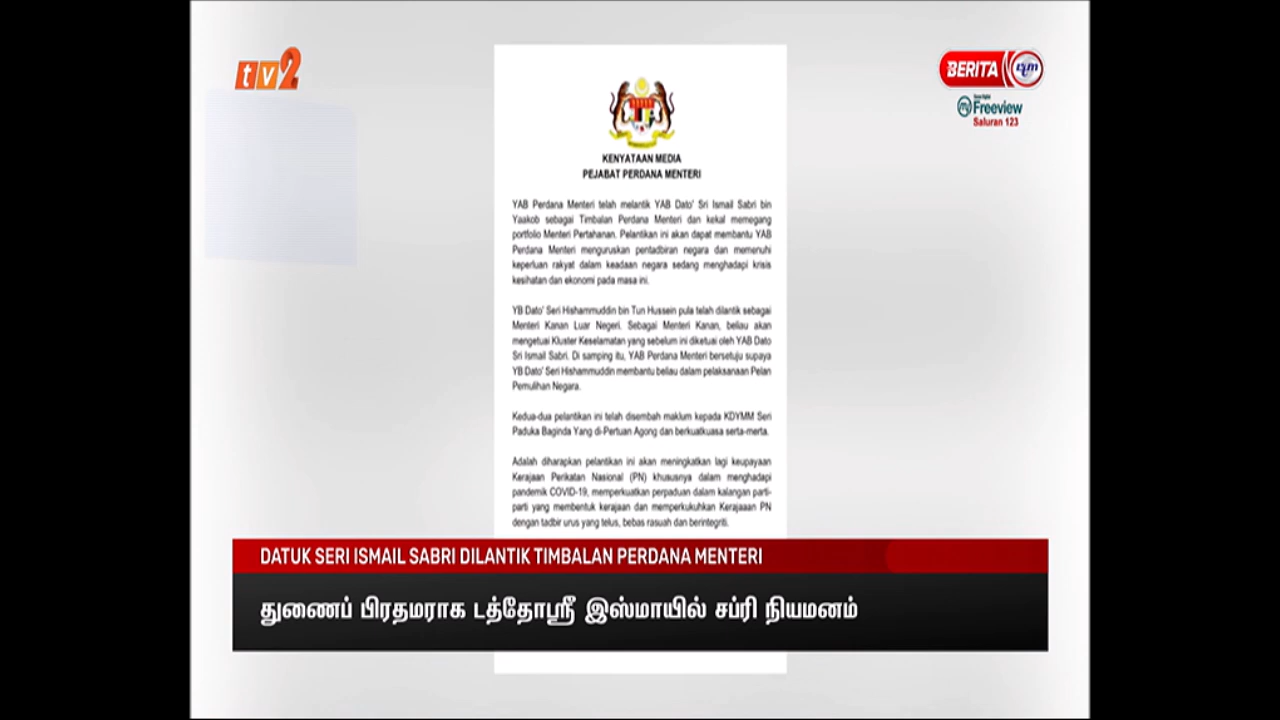 tv2
BERITA rtm
Freeview
Saluran 123
KENYATAAN MEDIA
PEJABAT PERDANA MENTERI
YAB Perdana Menteri telah melantik YAB Dato' Sri Ismail Sabri bin
Yaakob sebagai Timbalan Perdana Menteri dan kekal memegang
portfolio Menteri Pertahanan. Pelantikan ini akan dapat membantu YAB
Perdana Menteri menguruskan pentadbiran negara dan memenuhi
keperluan rakyat dalam keadaan negara sedang menghadapi krisis
kesihatan dan ekonomi pada masa ini.
YB Dato' Seri Hishammuddin bin Tun Hussein pula telah dilantik sebagai
Menteri Kanan Luar Negeri. Sebagai Menteri Kanan, beliau akan
mengetuai Kluster Keselamatan yang sebelum ini diketuai oleh YAB Dato
Sri Ismail Sabri. Di samping itu, YAB Perdana Menteri bersetuju supaya
YB Dato' Seri Hishammuddin membantu beliau dalam pelaksanaan Pelan
Pemulihan Negara.
Kedua-dua pelantikan ini telah disembah maklum kepada KDYMM Seri
Paduka Baginda Yang di-Pertuan Agong dan berkuatkuasa serta-merta.
Adalah diharapkan pelantikan ini akan meningkatkan lagi keupayaan
Kerajaan Perikatan Nasional (PN) khususnya dalam menghadapi
pandemik COVID-19, memperkuatkan perpaduan dalam kalangan parti-
parti yang membentuk kerajaan dan memperkukuhkan Kerajaaan PN
dengan tadbir urus yang telus, bebas rasuah dan berintegriti.
DATUK SERI ISMAIL SABRI DILANTIK TIMBALAN PERDANA MENTERI
துணைப் பிரதமராக டத்தோஸ்ரீ இஸ்மாயில் சப்ரி நியமனம்